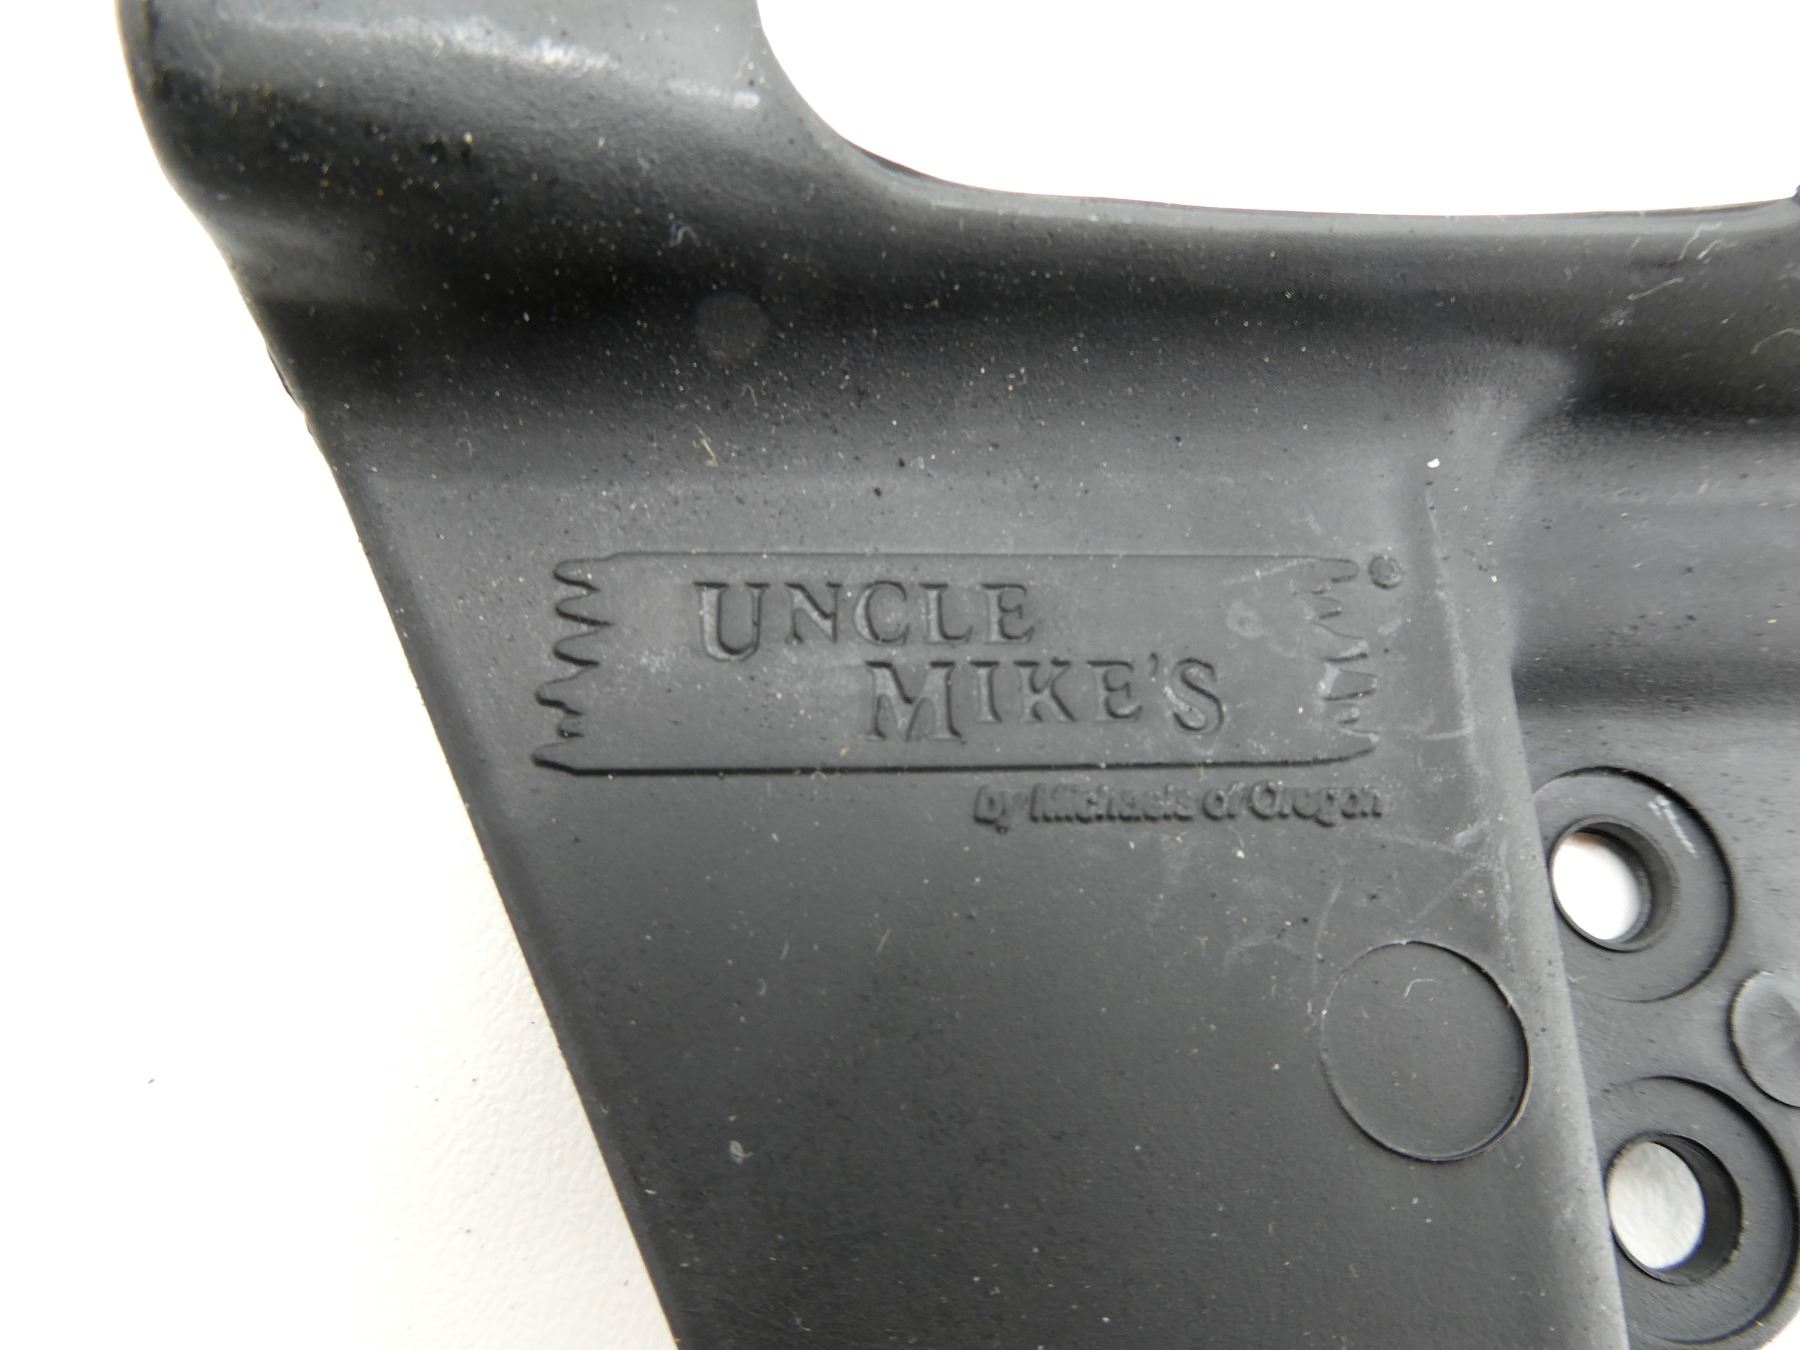 UNCLE
MIKE'S
by Michaels of Oregon